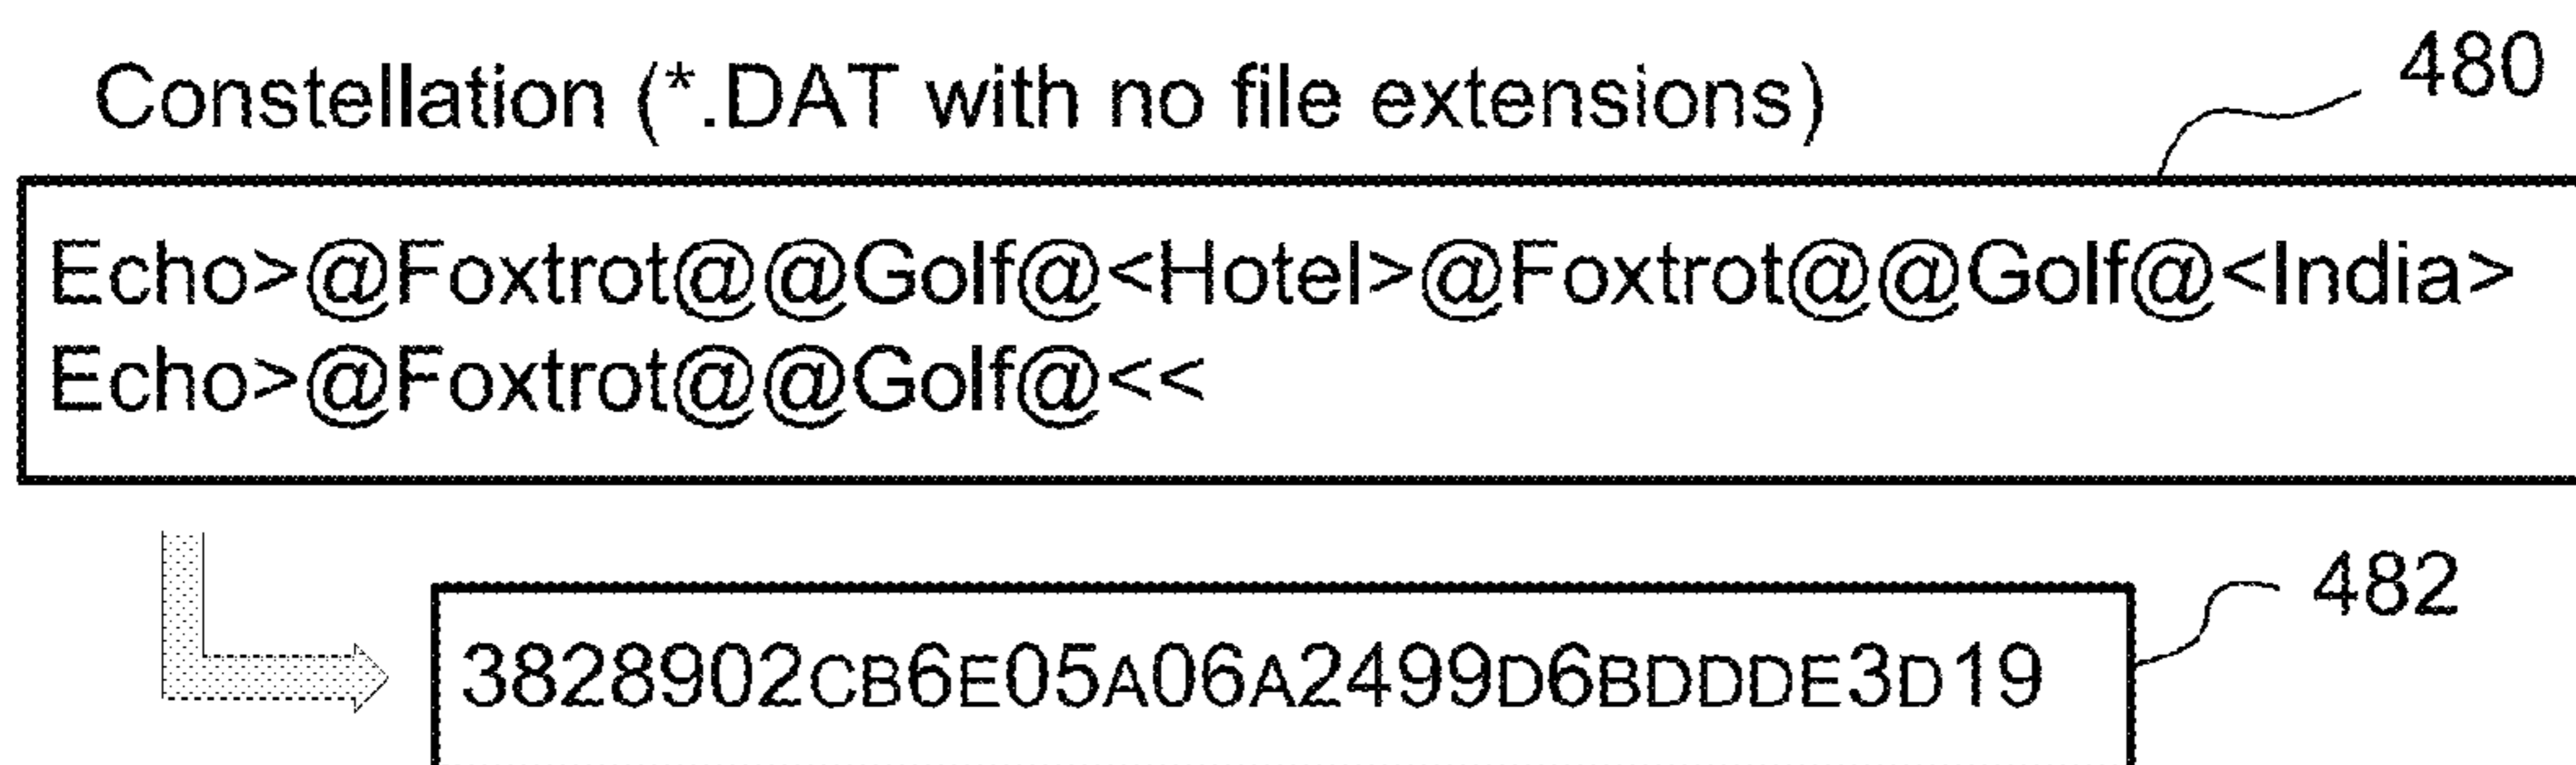 Constellation (*.DAT with no file extensions)
480
Echo>@Foxtrot@@Golf@<Hotel>@Foxtrot@@Golf@<India>
Echo>@Foxtrot@@Golf@<<
482
3828902CB6E05A06A2499D6BDDDE3D19